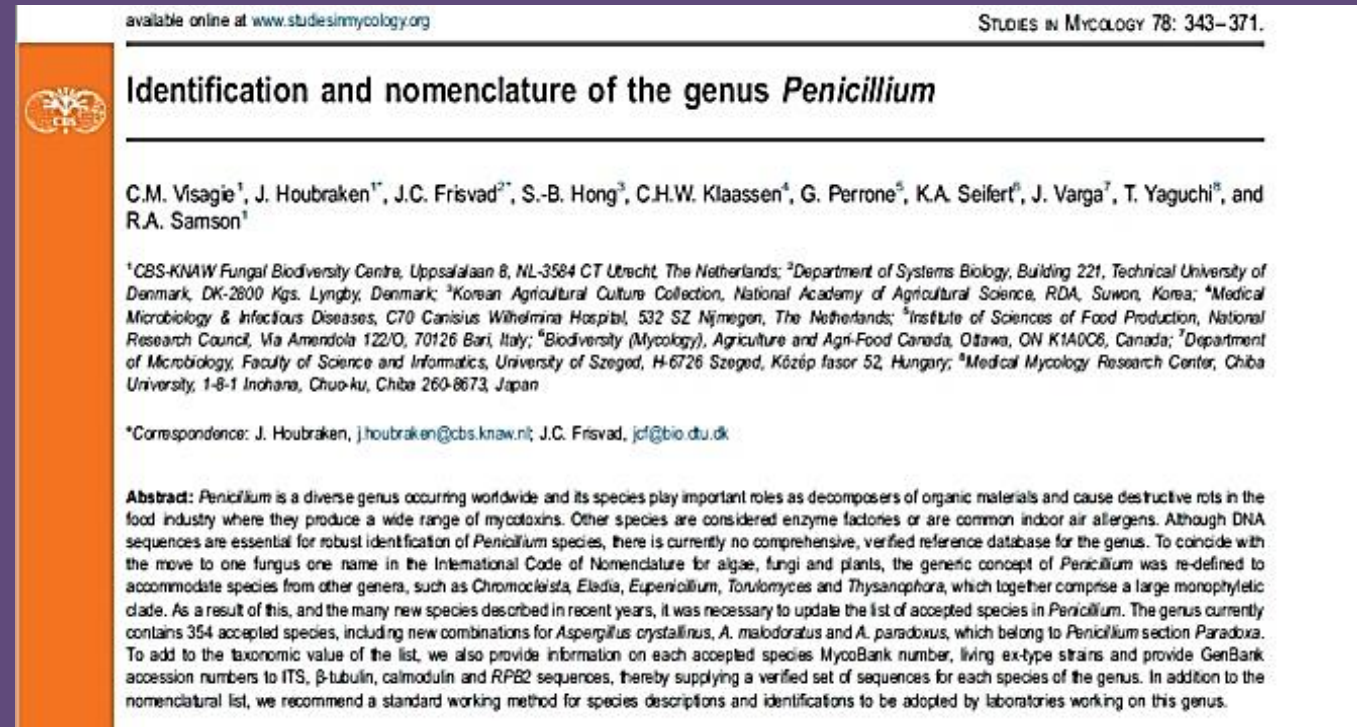 available online at www.studiesinmycology.org
STUDIES IN MYCOLOGY 78: 343–371.
CBS
Identification and nomenclature of the genus Penicillium
C.M. Visagie¹, J. Houbraken¹*, J.C. Frisvad²*, S.-B. Hong³, C.H.W. Klaassen⁴, G. Perrone⁵, K.A. Seifert⁶, J. Varga⁷, T. Yaguchi⁸, and
R.A. Samson¹
¹CBS-KNAW Fungal Biodiversity Centre, Uppsalalaan 8, NL-3584 CT Utrecht, The Netherlands; ²Department of Systems Biology, Building 221, Technical University of
Denmark, DK-2800 Kgs. Lyngby, Denmark; ³Korean Agricultural Culture Collection, National Academy of Agricultural Science, RDA, Suwon, Korea; ⁴Medical
Microbiology & Infectious Diseases, C70 Canisius Wilhelmina Hospital, 532 SZ Nijmegen, The Netherlands; ⁵Institute of Sciences of Food Production, National
Research Council, Via Amendola 122/O, 70126 Bari, Italy; ⁶Biodiversity (Mycology), Agriculture and Agri-Food Canada, Ottawa, ON K1A0C6, Canada; ⁷Department
of Microbiology, Faculty of Science and Informatics, University of Szeged, H-6726 Szeged, Közép fasor 52, Hungary; ⁸Medical Mycology Research Center, Chiba
University, 1-8-1 Inohana, Chuo-ku, Chiba 260-8673, Japan
*Correspondence: J. Houbraken, j.houbraken@cbs.knaw.nl; J.C. Frisvad, jcf@bio.dtu.dk
Abstract: Penicillium is a diverse genus occurring worldwide and its species play important roles as decomposers of organic materials and cause destructive rots in the
food industry where they produce a wide range of mycotoxins. Other species are considered enzyme factories or are common indoor air allergens. Although DNA
sequences are essential for robust identification of Penicillium species, there is currently no comprehensive, verified reference database for the genus. To coincide with
the move to one fungus one name in the International Code of Nomenclature for algae, fungi and plants, the generic concept of Penicillium was re-defined to
accommodate species from other genera, such as Chromocleista, Eladia, Eupenicillium, Torulomyces and Thysanophora, which together comprise a large monophyletic
clade. As a result of this, and the many new species described in recent years, it was necessary to update the list of accepted species in Penicillium. The genus currently
contains 354 accepted species, including new combinations for Aspergillus crystallinus, A. malodoratus and A. paradoxus, which belong to Penicillium section Paradoxa.
To add to the taxonomic value of the list, we also provide information on each accepted species MycoBank number, living ex-type strains and provide GenBank
accession numbers to ITS, β-tubulin, calmodulin and RPB2 sequences, thereby supplying a verified set of sequences for each species of the genus. In addition to the
nomenclatural list, we recommend a standard working method for species descriptions and identifications to be adopted by laboratories working on this genus.